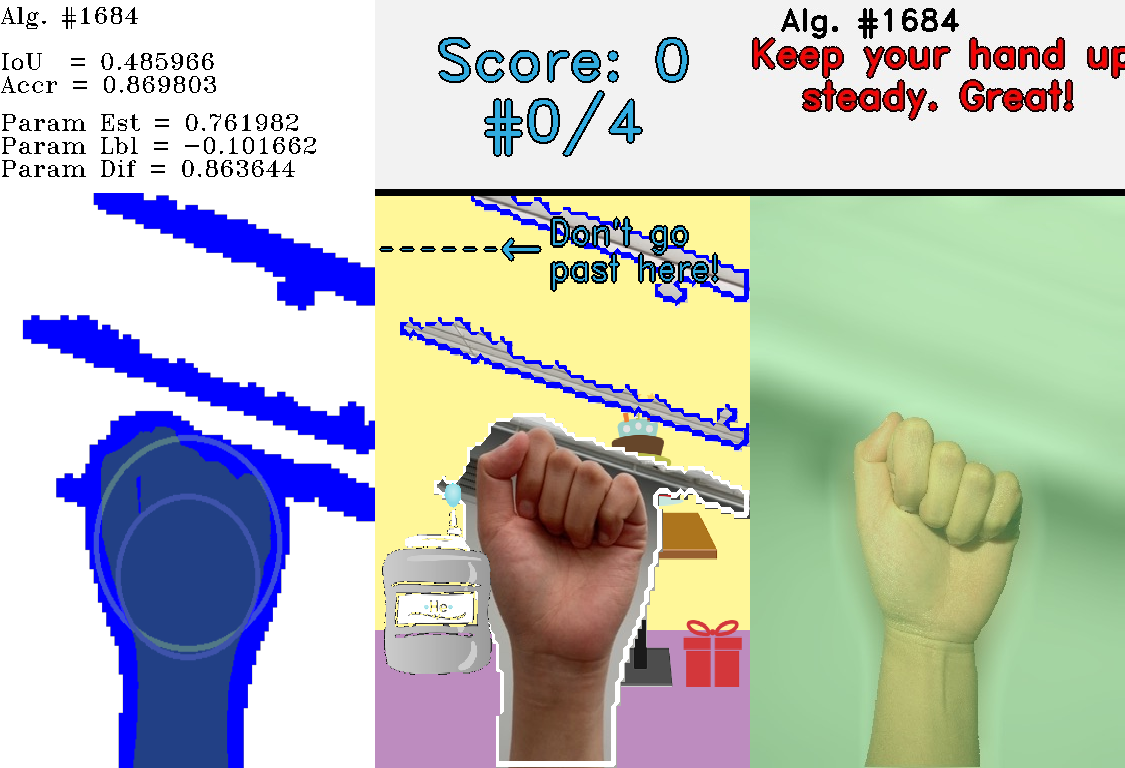 Alg. #1684
IoU = 0.485966
Accr = 0.869803
Param Est = 0.761982
Param Lbl = −0.101662
Param Dif = 0.863644
Score: 0
#0/4
Alg. #1684
Keep your hand up
steady. Great!
Don't go
past here!